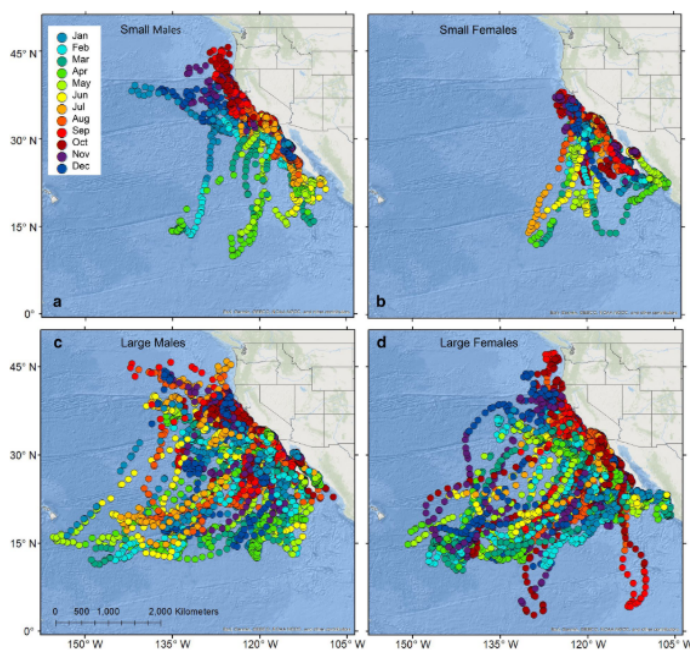 Small Males
Small Females
Jan
Feb
Mar
Apr
May
Jun
Jul
Aug
Sep
Oct
Nov
Dec
45° N
30° N
15° N
0°
a
b
c
Large Males
d
Large Females
45° N
30° N
15° N
0°
0 500 1,000 2,000 Kilometers
150° W 135° W 120° W 105° W 150° W 135° W 120° W 105° W